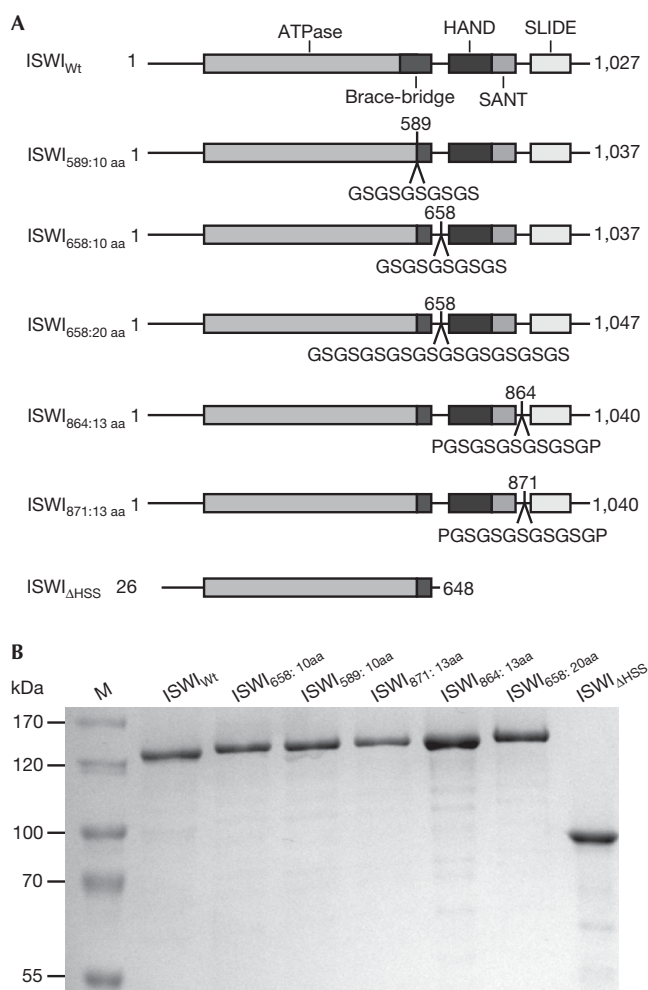 A
ATPase HAND SLIDE
ISWIWt 1 1,027
Brace-bridge SANT
589
ISWI589:10 aa 1 1,037
GSGSGSGSGS
658
ISWI658:10 aa 1 1,037
GSGSGSGSGS
658
ISWI658:20 aa 1 1,047
GSGSGSGSGSGSGSGSGSGS
864
ISWI864:13 aa 1 1,040
PGSGSGSGSGSGP
871
ISWI871:13 aa 1 1,040
PGSGSGSGSGSGP
ISWIΔHSS 26 648
B
kDa M ISWIWt ISWI658: 10aa ISWI589: 10aa ISWI871: 13aa ISWI864: 13aa ISWI658: 20aa ISWIΔHSS
170
120
100
70
55